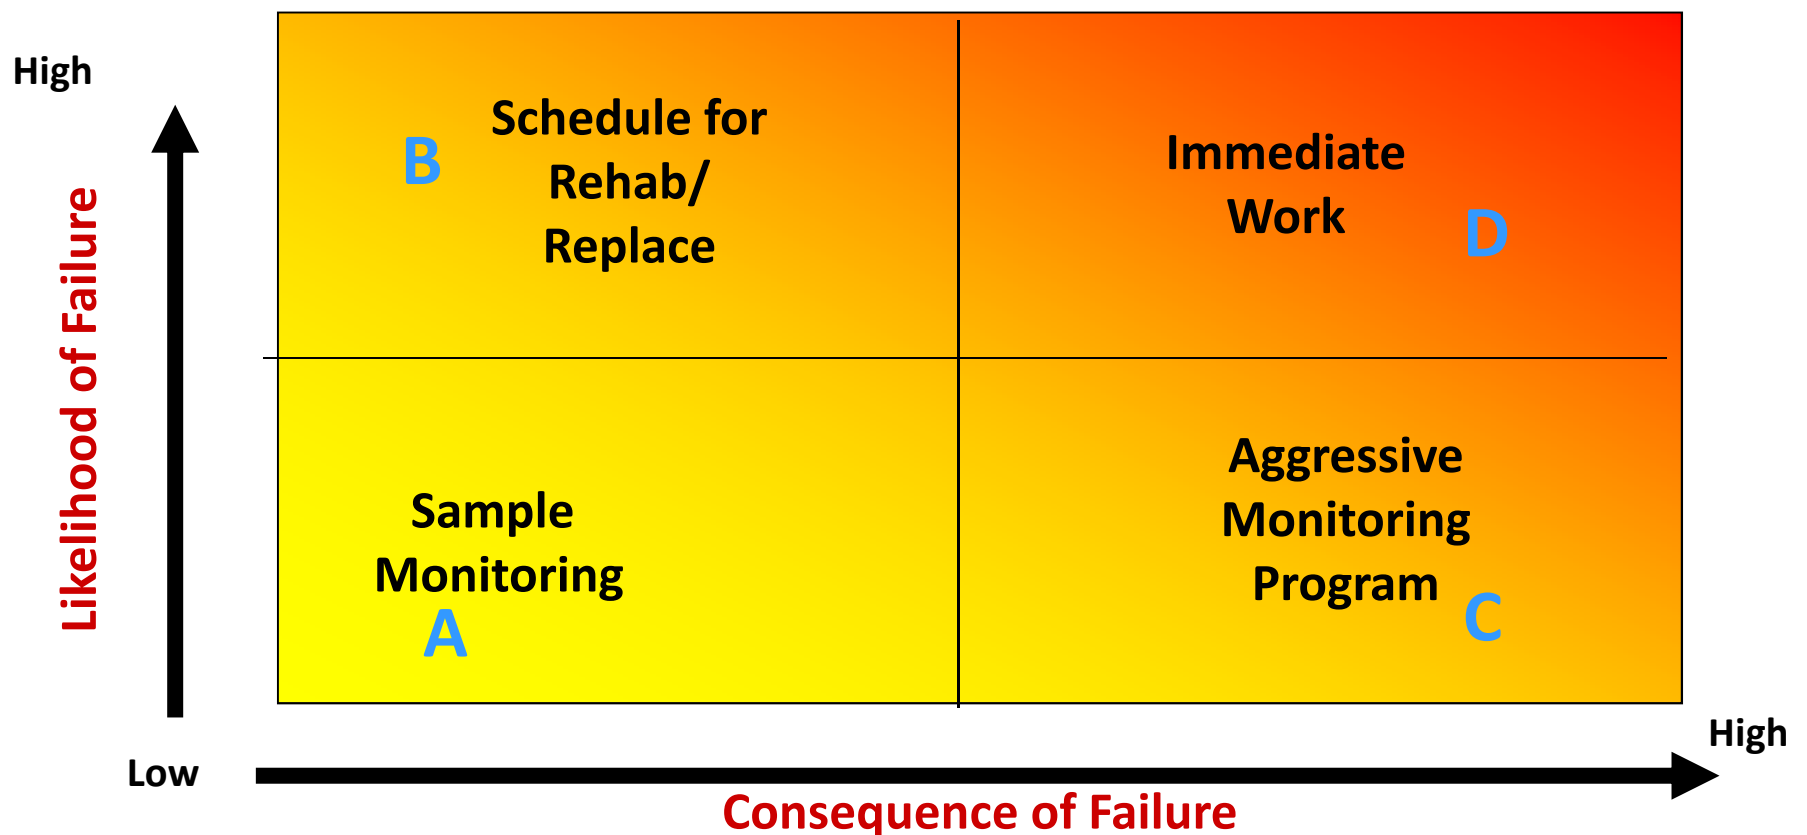 High
Schedule for
Rehab/
Replace
B
Immediate
Work
D
Likelihood of Failure
Sample
Monitoring
A
Aggressive
Monitoring
Program
C
Low
High
Consequence of Failure